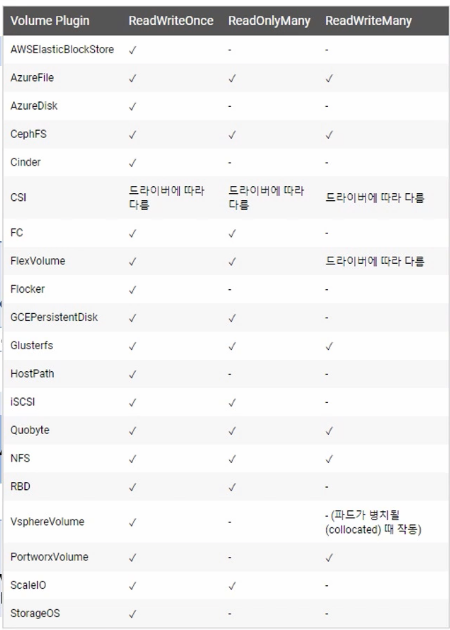 Volume Plugin ReadWriteOnce ReadOnlyMany ReadWriteMany
AWSElasticBlockStore ✓ - -
AzureFile ✓ ✓ ✓
AzureDisk ✓ - -
CephFS ✓ ✓ ✓
Cinder ✓ - -
CSI 드라이버에 따라 다름 드라이버에 따라 다름 드라이버에 따라 다름
FC ✓ ✓ -
FlexVolume ✓ ✓ 드라이버에 따라 다름
Flocker ✓ - -
GCEPersistentDisk ✓ ✓ -
Glusterfs ✓ ✓ ✓
HostPath ✓ - -
iSCSI ✓ ✓ -
Quobyte ✓ ✓ ✓
NFS ✓ ✓ ✓
RBD ✓ ✓ -
VsphereVolume ✓ - - (파드가 병치될
(collocated) 때 작동)
PortworxVolume ✓ - ✓
ScaleIO ✓ ✓ -
StorageOS ✓ - -